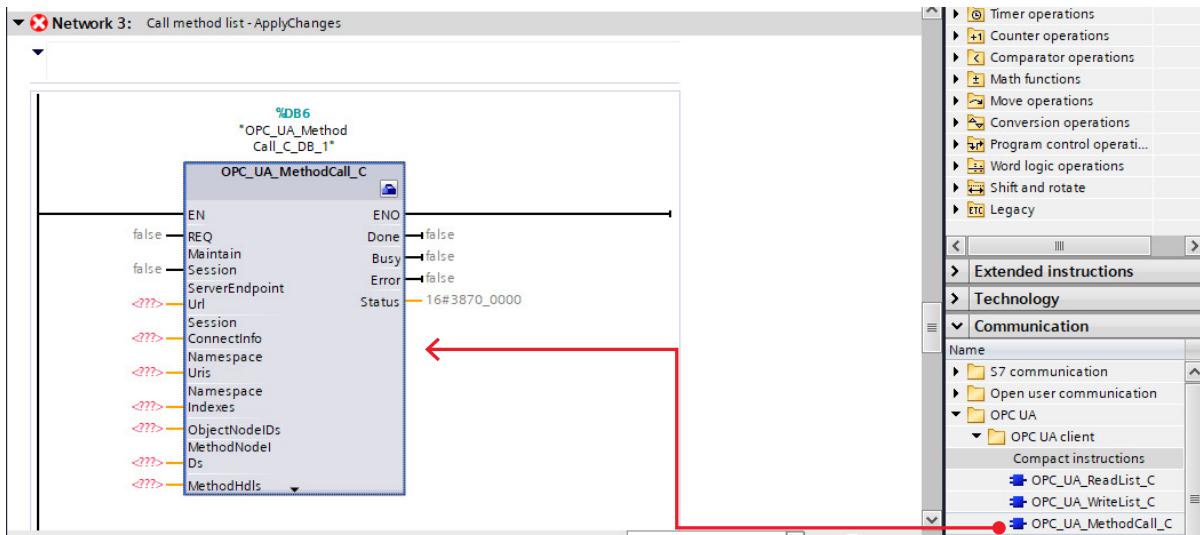 Network 3: Call method list - ApplyChanges
%DB6
"OPC_UA_Method
Call_C_DB_1"
OPC_UA_MethodCall_C
EN ENO
false REQ Done false
Maintain
Session
false
Busy false
ServerEndpoint
Url
<???>
Error false
Status 16#3870_0000
Session
ConnectInfo
<???>
Namespace
Uris
<???>
Namespace
Indexes
<???>
<???> ObjectNodeIDs
MethodNodeI
Ds
<???>
<???> MethodHdls
Timer operations
+1 Counter operations
< Comparator operations
± Math functions
Move operations
Conversion operations
Program control operati...
Word logic operations
Shift and rotate
ETC Legacy
Extended instructions
Technology
Communication
Name
S7 communication
Open user communication
OPC UA
OPC UA client
Compact instructions
OPC_UA_ReadList_C
OPC_UA_WriteList_C
OPC_UA_MethodCall_C